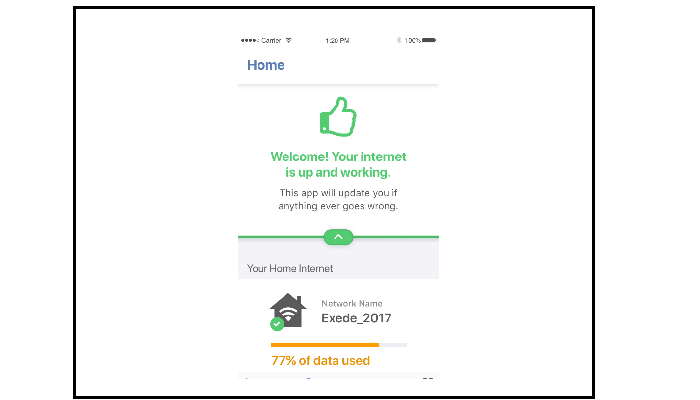 Carrier 1:20 PM 100%
Home
Welcome! Your internet
is up and working.
This app will update you if
anything ever goes wrong.
Your Home Internet
Network Name
Exede_2017
77% of data used